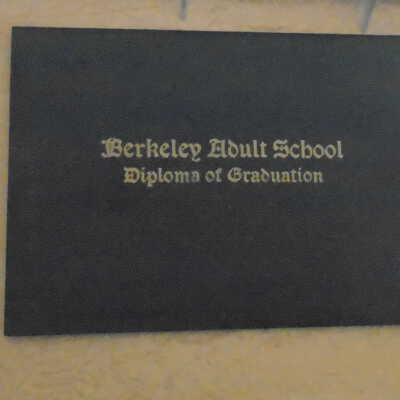 Berkeley Adult School
Diploma of Graduation